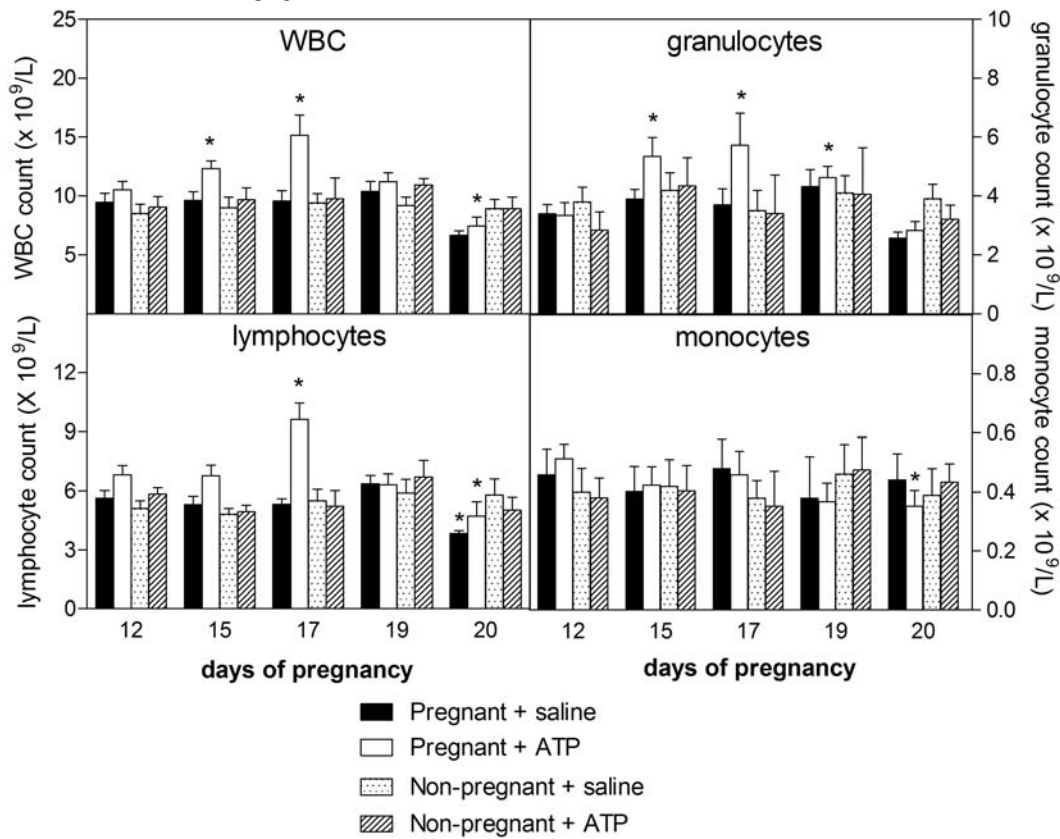 WBC
granulocytes
WBC count (x 10⁹/L)
25
20
15
10
5
* * *
10
8
6
4
2
0
* * *
granulocyte count (x 10⁹/L)
lymphocytes
monocytes
lymphocyte count (X 10⁹/L)
12
9
6
3
0
* * *
0.8
0.6
0.4
0.2
0.0
*
monocyte count (x 10⁹/L)
12 15 17 19 20
12 15 17 19 20
days of pregnancy
days of pregnancy
Pregnant + saline
Pregnant + ATP
Non-pregnant + saline
Non-pregnant + ATP